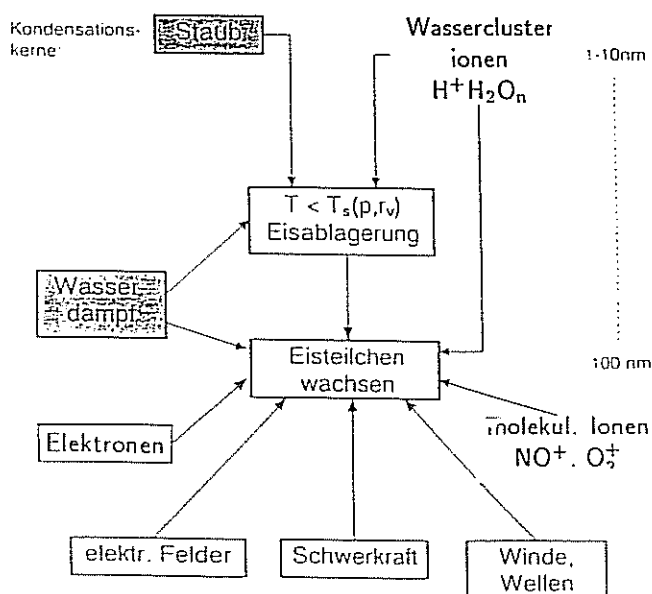 Kondensations-
kerne:
Staub
Wassercluster
ionen
H⁺H₂Oₙ
1-10nm
T < Tₛ(p,rᵥ)
Eisablagerung
Wasser-
dampf
Eisteilchen
wachsen
100 nm
Elektronen
molekul. Ionen
NO⁺. O₂⁺
elektr. Felder
Schwerkraft
Winde,
Wellen